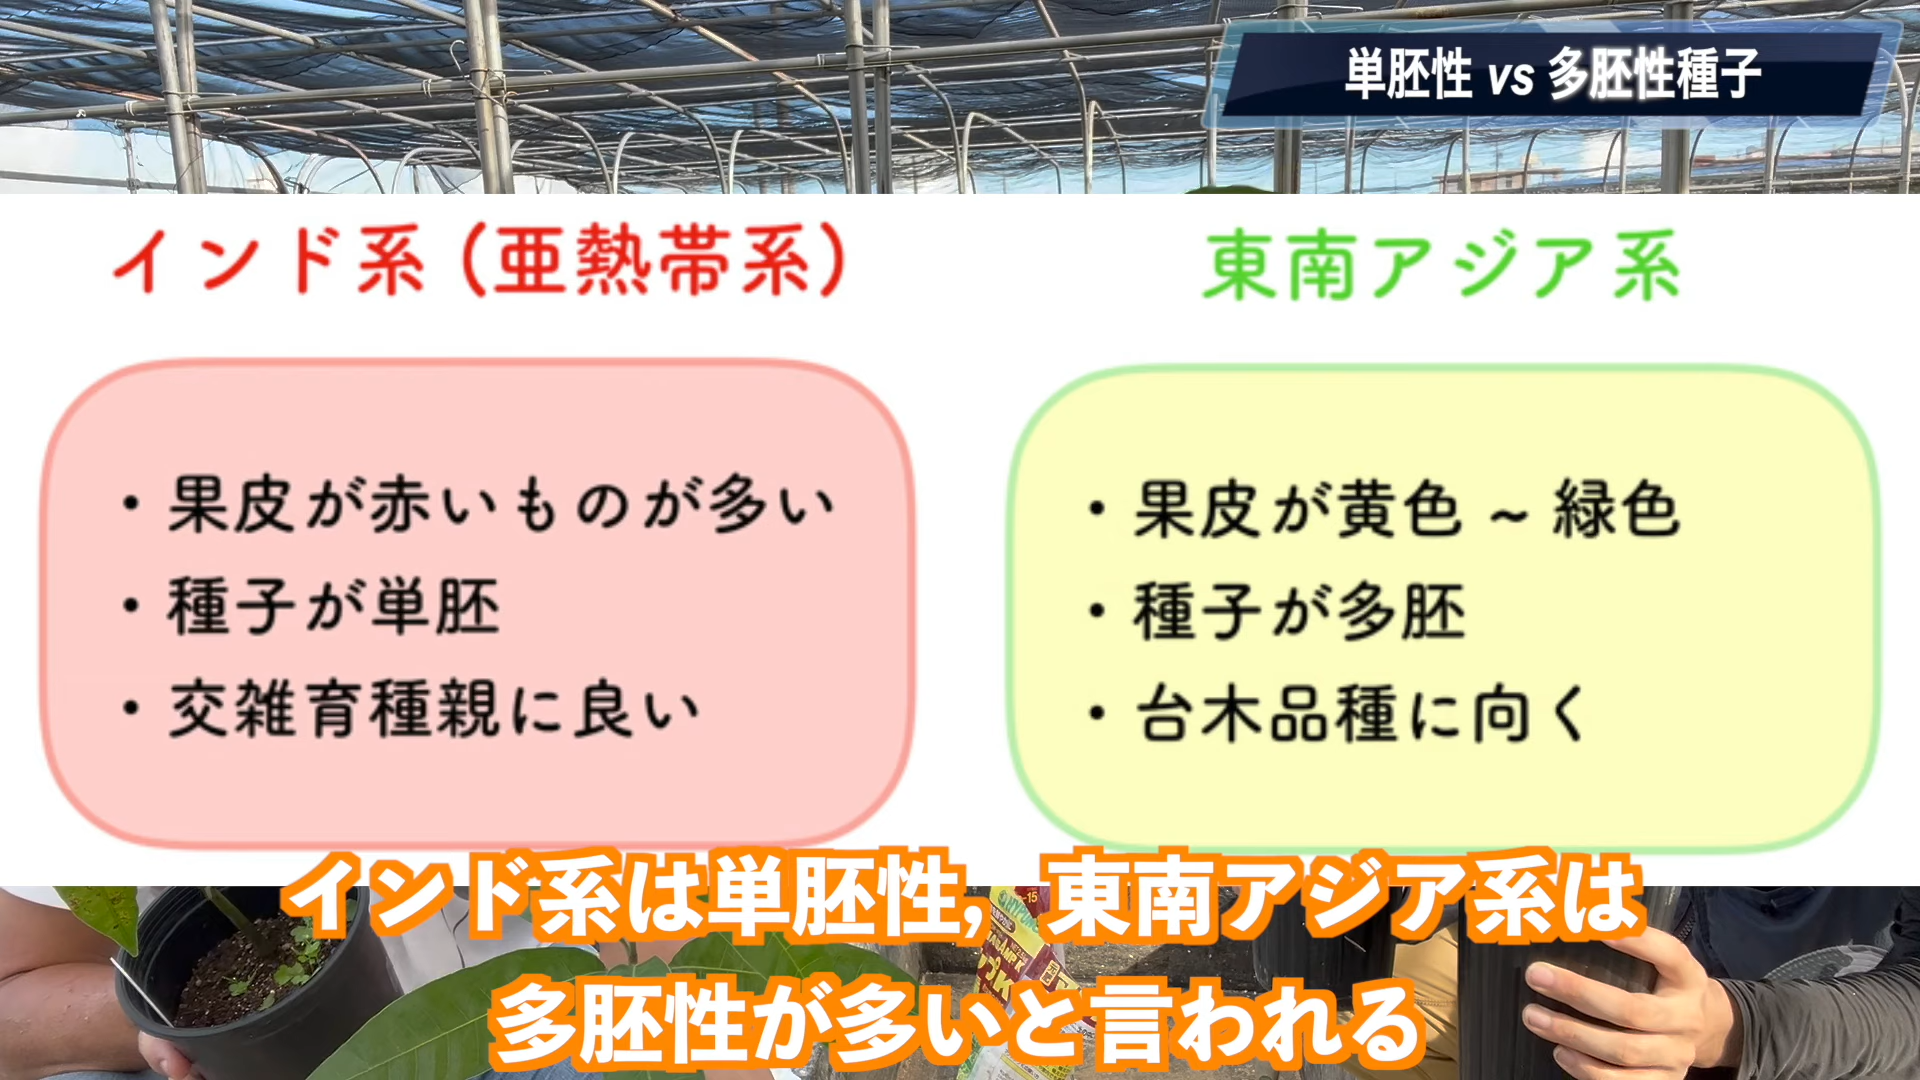 単胚性 vs 多胚性種子
インド系 (亜熱帯系)
・果皮が赤いものが多い
・種子が単胚
・交雑育種親に良い
東南アジア系
・果皮が黄色 ~ 緑色
・種子が多胚
・台木品種に向く
インド系は単胚性，東南アジア系は
多胚性が多いと言われる